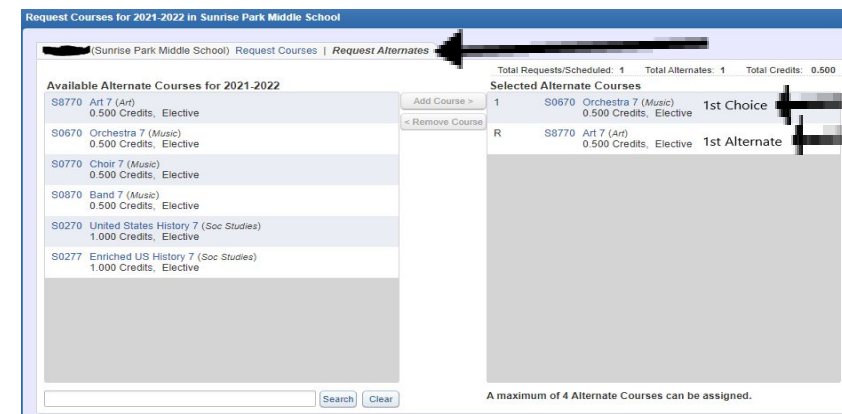 Request Courses for 2021-2022 in Sunrise Park Middle School
(Sunrise Park Middle School) Request Courses | Request Alternates
Total Requests/Scheduled: 1 Total Alternates: 1 Total Credits: 0.500
Available Alternate Courses for 2021-2022
S8770 Art 7 (Art)
0.500 Credits, Elective
S0670 Orchestra 7 (Music)
0.500 Credits, Elective
S0770 Choir 7 (Music)
0.500 Credits, Elective
S0870 Band 7 (Music)
0.500 Credits, Elective
S0270 United States History 7 (Soc Studies)
1.000 Credits, Elective
S0277 Enriched US History 7 (Soc Studies)
1.000 Credits, Elective
Search Clear
Add Course >
< Remove Course
Selected Alternate Courses
1 S0670 Orchestra 7 (Music) 1st Choice
0.500 Credits, Elective
R S8770 Art 7 (Art) 1st Alternate
0.500 Credits, Elective
A maximum of 4 Alternate Courses can be assigned.